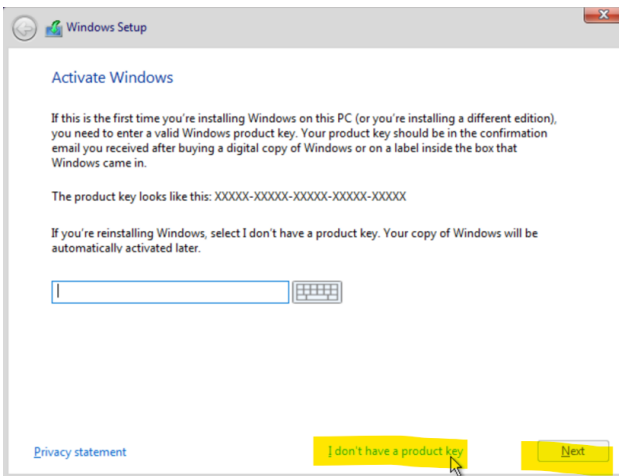 Windows Setup
Activate Windows
If this is the first time you're installing Windows on this PC (or you're installing a different edition),
you need to enter a valid Windows product key. Your product key should be in the confirmation
email you received after buying a digital copy of Windows or on a label inside the box that
Windows came in.
The product key looks like this: XXXXX-XXXXX-XXXXX-XXXXX-XXXXX
If you're reinstalling Windows, select I don't have a product key. Your copy of Windows will be
automatically activated later.
Privacy statement
I don't have a product key
Next